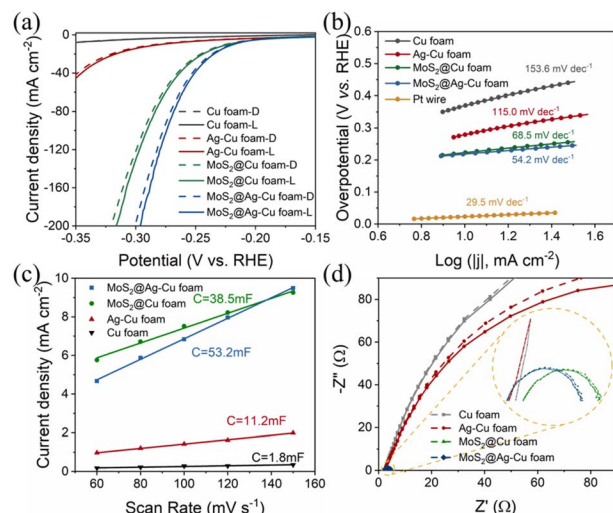 (a)
Current density (mA cm⁻²)
0
-40
-80
-120
-160
-200
Cu foam-D
Cu foam-L
Ag-Cu foam-D
Ag-Cu foam-L
MoS₂@Cu foam-D
MoS₂@Cu foam-L
MoS₂@Ag-Cu foam-D
MoS₂@Ag-Cu foam-L
-0.35 -0.30 -0.25 -0.20 -0.15
Potential (V vs. RHE)
(b)
Overpotential (V vs. RHE)
0.8
0.6
0.4
0.2
0.0
Cu foam
Ag-Cu foam
MoS₂@Cu foam
MoS₂@Ag-Cu foam
Pt wire
153.6 mV dec⁻¹
115.0 mV dec⁻¹
68.5 mV dec⁻¹
54.2 mV dec⁻¹
29.5 mV dec⁻¹
0.6 0.8 1.0 1.2 1.4 1.6 1.8
Log (|j|, mA cm⁻²)
(c)
Current density (mA cm⁻²)
10
8
6
4
2
0
MoS₂@Ag-Cu foam
MoS₂@Cu foam
Ag-Cu foam
Cu foam
C=38.5mF
C=53.2mF
C=11.2mF
C=1.8mF
60 80 100 120 140 160
Scan Rate (mV s⁻¹)
(d)
-Z'' (Ω)
80
60
40
20
0
Cu foam
Ag-Cu foam
MoS₂@Cu foam
MoS₂@Ag-Cu foam
0 20 40 60 80
Z' (Ω)